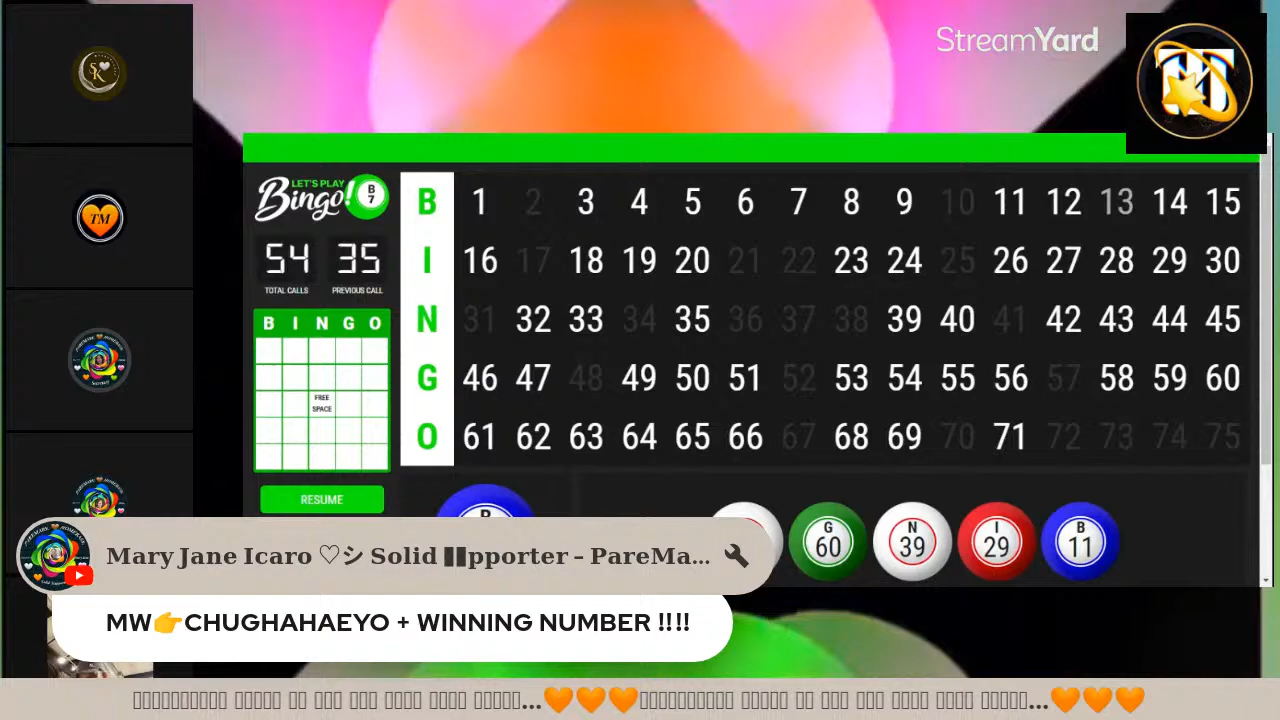 StreamYard
SK
TM
LET'S PLAY
Bingo!
B
7
54 35
TOTAL CALLS PREVIOUS CALL
B I N G O
FREE
SPACE
RESUME
B 1 2 3 4 5 6 7 8 9 10 11 12 13 14 15
I 16 17 18 19 20 21 22 23 24 25 26 27 28 29 30
N 31 32 33 34 35 36 37 38 39 40 41 42 43 44 45
G 46 47 48 49 50 51 52 53 54 55 56 57 58 59 60
O 61 62 63 64 65 66 67 68 69 70 71 72 73 74 75
G
60
N
39
I
29
B
11
Mary Jane Icaro ♡シ Solid ▮▮pporter – PareMa...
MW👉CHUGHAHAEYO + WINNING NUMBER !!!!